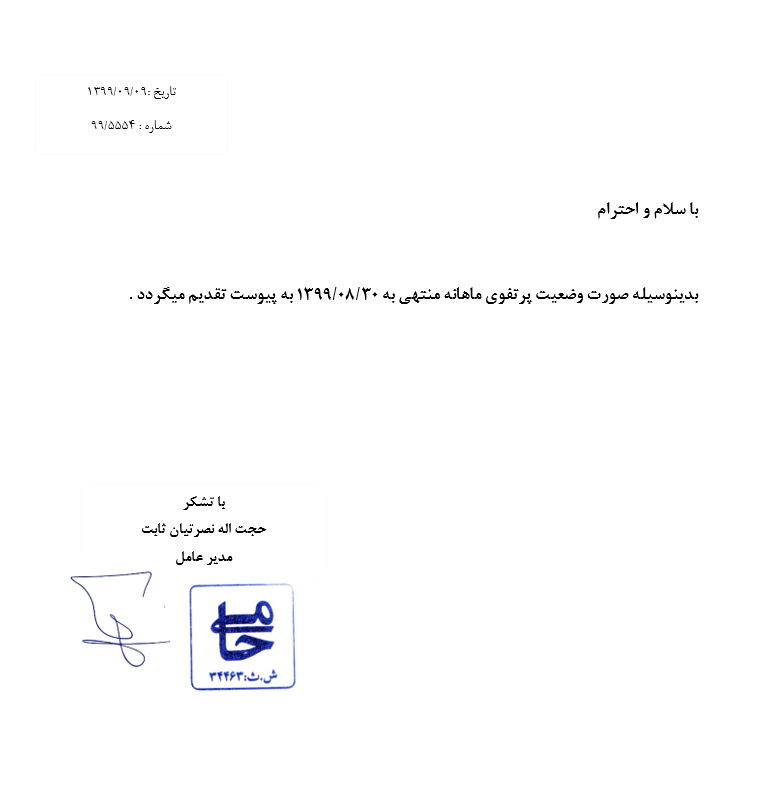 تاریخ :۱۳۹۹/۰۹/۰۹
شماره : ۹۹/۵۵۵۴
با سلام و احترام
بدینوسیله صورت وضعیت پرتفوی ماهانه منتهی به ۱۳۹۹/۰۸/۳۰ به پیوست تقدیم میگردد .
با تشکر
حجت اله نصرتیان ثابت
مدیر عامل
حامی
ش.ث:۳۴۴۶۳